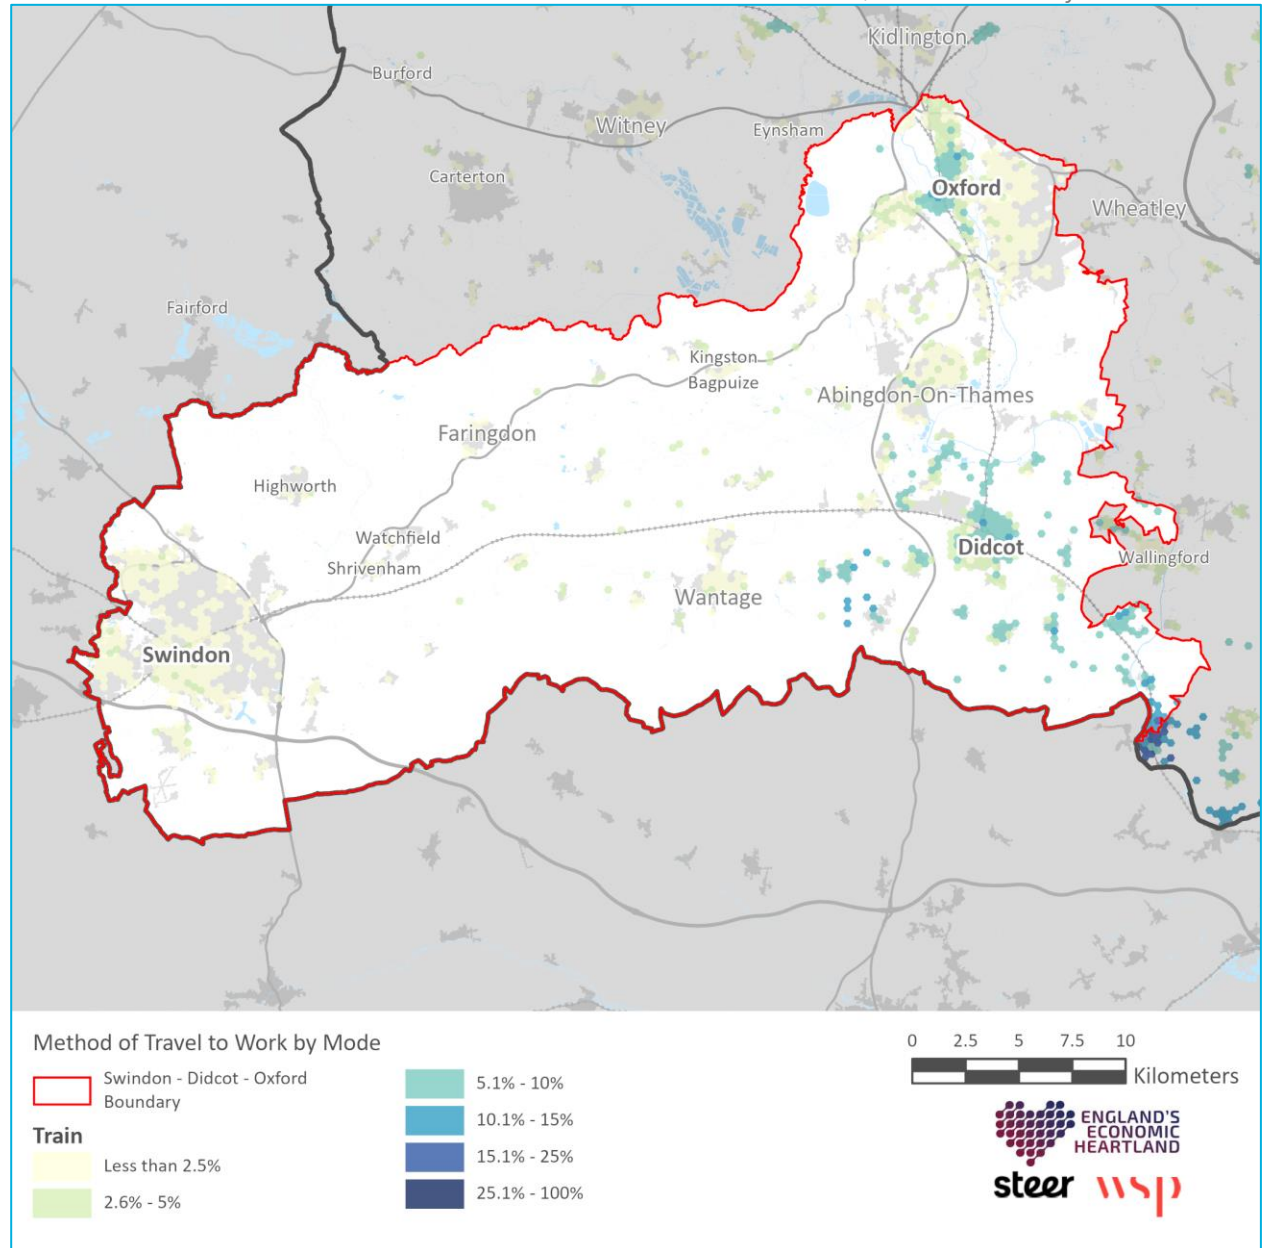 Kidlington
Burford
Witney
Eynsham
Carterton
Oxford
Wheatley
Fairford
Kingston
Bagpuize
Abingdon-On-Thames
Faringdon
Highworth
Watchfield
Shrivenham
Didcot
Wallingford
Wantage
Swindon
Method of Travel to Work by Mode
Swindon - Didcot - Oxford
Boundary
Train
Less than 2.5%
2.6% - 5%
5.1% - 10%
10.1% - 15%
15.1% - 25%
25.1% - 100%
0 2.5 5 7.5 10
Kilometers
ENGLAND'S
ECONOMIC
HEARTLAND
steer wsp